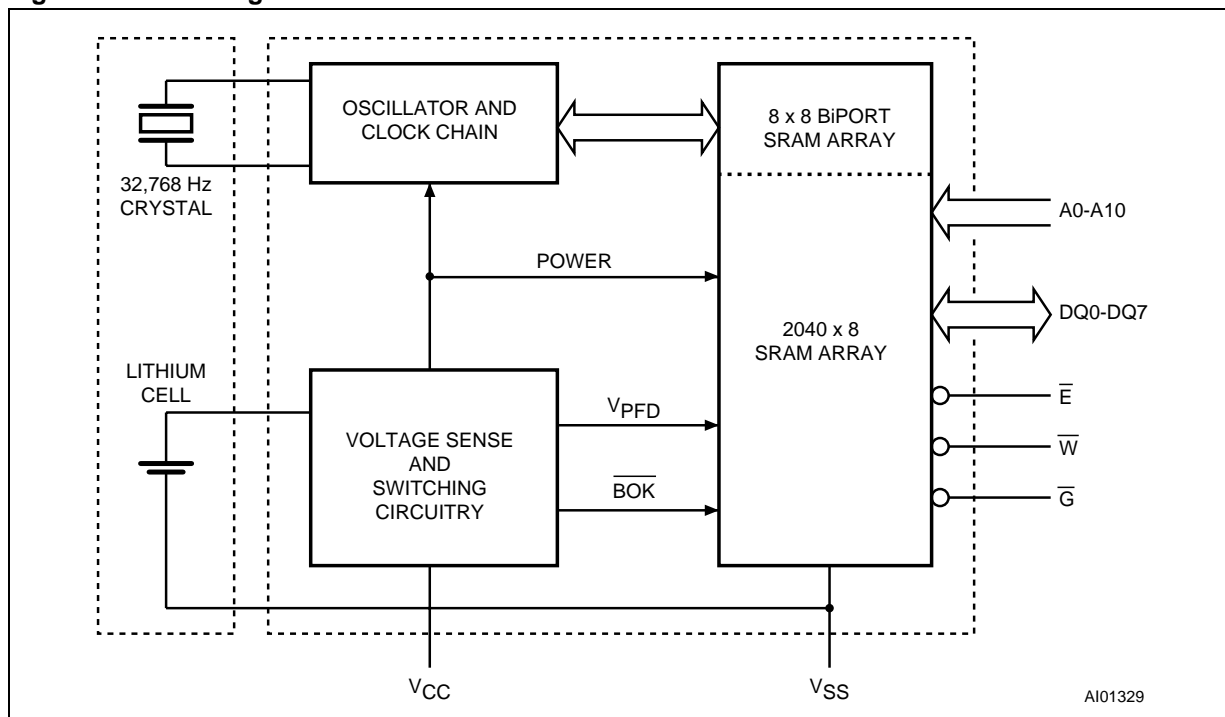 OSCILLATOR AND
CLOCK CHAIN
8 x 8 BiPORT
SRAM ARRAY
32,768 Hz
CRYSTAL
A0-A10
POWER
DQ0-DQ7
2040 x 8
SRAM ARRAY
LITHIUM
CELL
VPFD
E̅
VOLTAGE SENSE
AND
SWITCHING
CIRCUITRY
W̅
B̅O̅K̅
G̅
VCC
VSS
AI01329